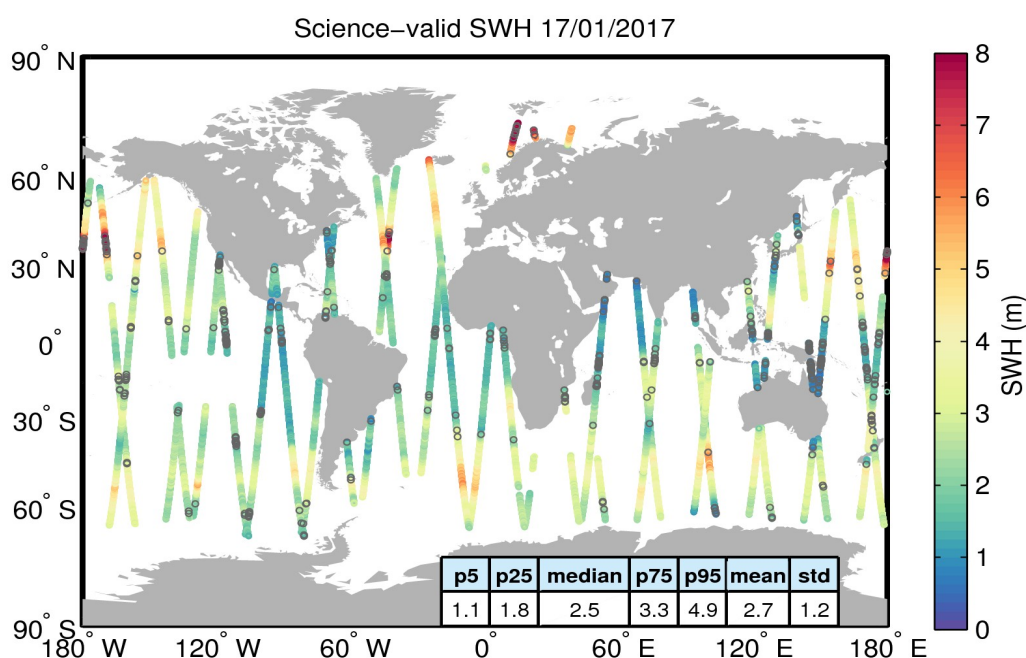 Science−valid SWH 17/01/2017
90° N
60° N
30° N
0°
30° S
60° S
90° S
180° W
120° W
60° W
0°
60° E
120° E
180° E
p5 p25 median p75 p95 mean std
1.1 1.8 2.5 3.3 4.9 2.7 1.2
8
7
6
5
4
3
2
1
0
SWH (m)